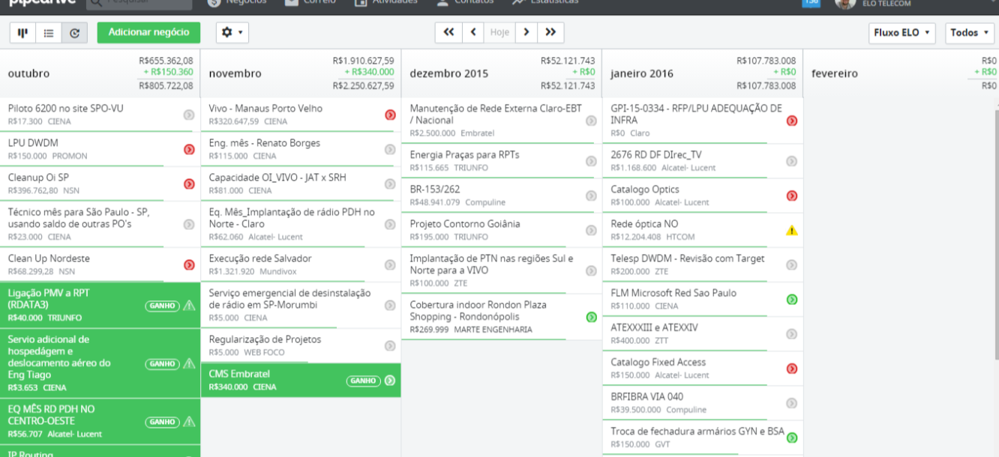 pipedrive
Pesquisar
Negócios
Correio
Atividades
Contatos
Estatísticas
ELO TELECOM
Adicionar negócio
Hoje
Fluxo ELO
Todos
outubro
R$655.362,08
+ R$150.360
R$805.722,08
Piloto 6200 no site SPO-VU
R$17.300 CIENA
LPU DWDM
R$150.000 PROMON
Cleanup Oi SP
R$396.762,80 NSN
Técnico mês para São Paulo - SP,
usando saldo de outras PO's
R$23.000 CIENA
Clean Up Nordeste
R$68.299,28 NSN
Ligação PMV a RPT
(RDATA3)
R$40.000 TRIUNFO
GANHO
Servio adicional de
hospedágem e
deslocamento aéreo do
Eng Tiago
R$3.653 CIENA
GANHO
EQ MÊS RD PDH NO
CENTRO-OESTE
R$56.707 Alcatel- Lucent
GANHO
IP Routing
novembro
R$1.910.627,59
+ R$340.000
R$2.250.627,59
Vivo - Manaus Porto Velho
R$320.647,59 CIENA
Eng. mês - Renato Borges
R$115.000 CIENA
Capacidade OI_VIVO - JAT x SRH
R$81.000 CIENA
Eq. Mês_Implantação de rádio PDH no
Norte - Claro
R$62.060 Alcatel- Lucent
Execução rede Salvador
R$1.321.920 Mundivox
Serviço emergencial de desinstalação
de rádio em SP-Morumbi
R$5.000 CIENA
Regularização de Projetos
R$5.000 WEB FOCO
CMS Embratel
R$340.000 CIENA
GANHO
dezembro 2015
R$52.121.743
+ R$0
R$52.121.743
Manutenção de Rede Externa Claro-EBT
/ Nacional
R$2.500.000 Embratel
Energia Praças para RPTs
R$115.665 TRIUNFO
BR-153/262
R$48.941.079 Compuline
Projeto Contorno Goiânia
R$195.000 TRIUNFO
Implantação de PTN nas regiões Sul e
Norte para a VIVO
R$100.000 ZTE
Cobertura indoor Rondon Plaza
Shopping - Rondonópolis
R$269.999 MARTE ENGENHARIA
janeiro 2016
R$107.783.008
+ R$0
R$107.783.008
GPI-15-0334 - RFP/LPU ADEQUAÇÃO DE
INFRA
R$0 Claro
2676 RD DF DIrec_TV
R$1.168.600 Alcatel- Lucent
Catalogo Optics
R$100.000 Alcatel- Lucent
Rede óptica NO
R$12.204.408 HTCOM
Telesp DWDM - Revisão com Target
R$200.000 ZTE
FLM Microsoft Red Sao Paulo
R$110.000 CIENA
ATEXXXIII e ATEXXIV
R$400.000 ZTT
Catalogo Fixed Access
R$150.000 Alcatel- Lucent
BRFIBRA VIA 040
R$39.500.000 Compuline
Troca de fechadura armários GYN e BSA
R$150.000 GVT
fevereiro
R$0
+ R$0
R$0